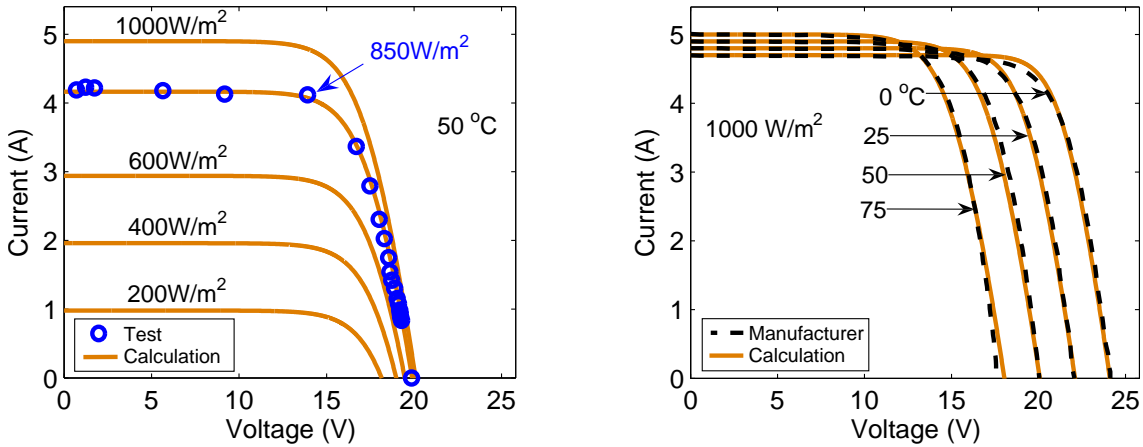 1000W/m²
850W/m²
50 °C
600W/m²
400W/m²
200W/m²
Test
Calculation
Current (A)
5
4
3
2
1
0
0 5 10 15 20 25
Voltage (V)
0 °C
1000 W/m²
25
50
75
Manufacturer
Calculation
Current (A)
5
4
3
2
1
0
0 5 10 15 20 25
Voltage (V)